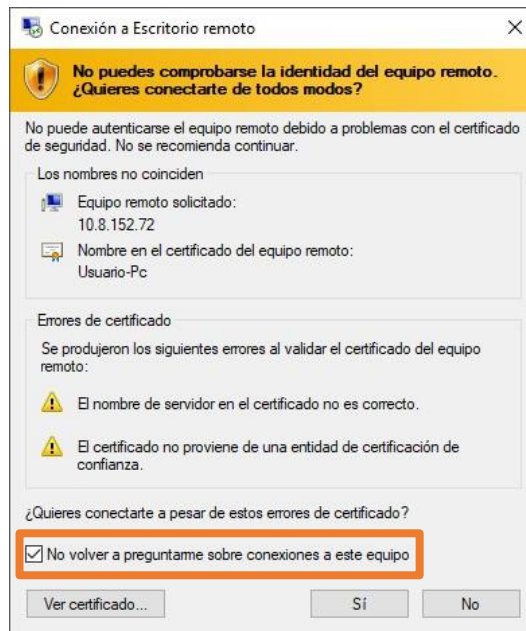 Conexión a Escritorio remoto
No puedes comprobarse la identidad del equipo remoto.
¿Quieres conectarte de todos modos?
No puede autenticarse el equipo remoto debido a problemas con el certificado
de seguridad. No se recomienda continuar.
Los nombres no coinciden
Equipo remoto solicitado:
10.8.152.72
Nombre en el certificado del equipo remoto:
Usuario-Pc
Errores de certificado
Se produjeron los siguientes errores al validar el certificado del equipo
remoto:
El nombre de servidor en el certificado no es correcto.
El certificado no proviene de una entidad de certificación de
confianza.
¿Quieres conectarte a pesar de estos errores de certificado?
No volver a preguntarme sobre conexiones a este equipo
Ver certificado...
Sí
No